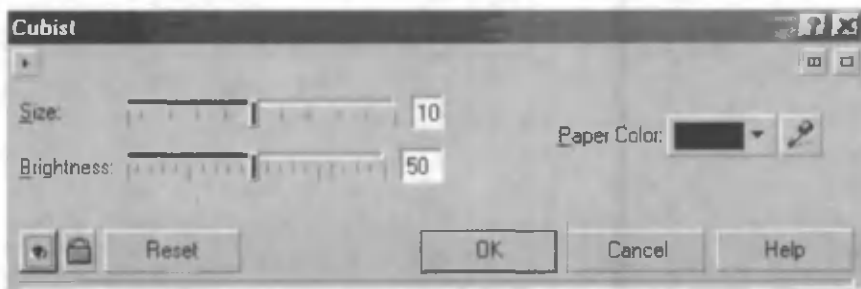 Cubist
Size: 10
Paper Color:
Brightness: 50
Reset OK Cancel Help